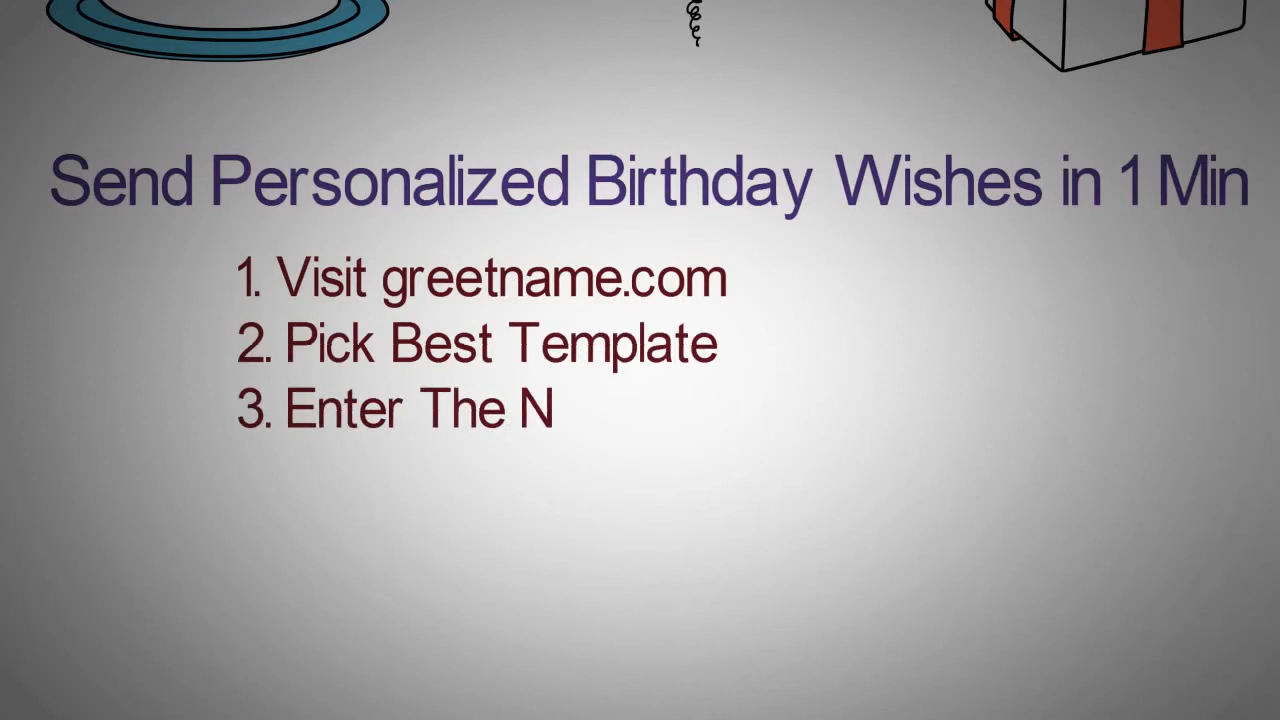 Send Personalized Birthday Wishes in 1 Min
1. Visit greetname.com
2. Pick Best Template
3. Enter The N